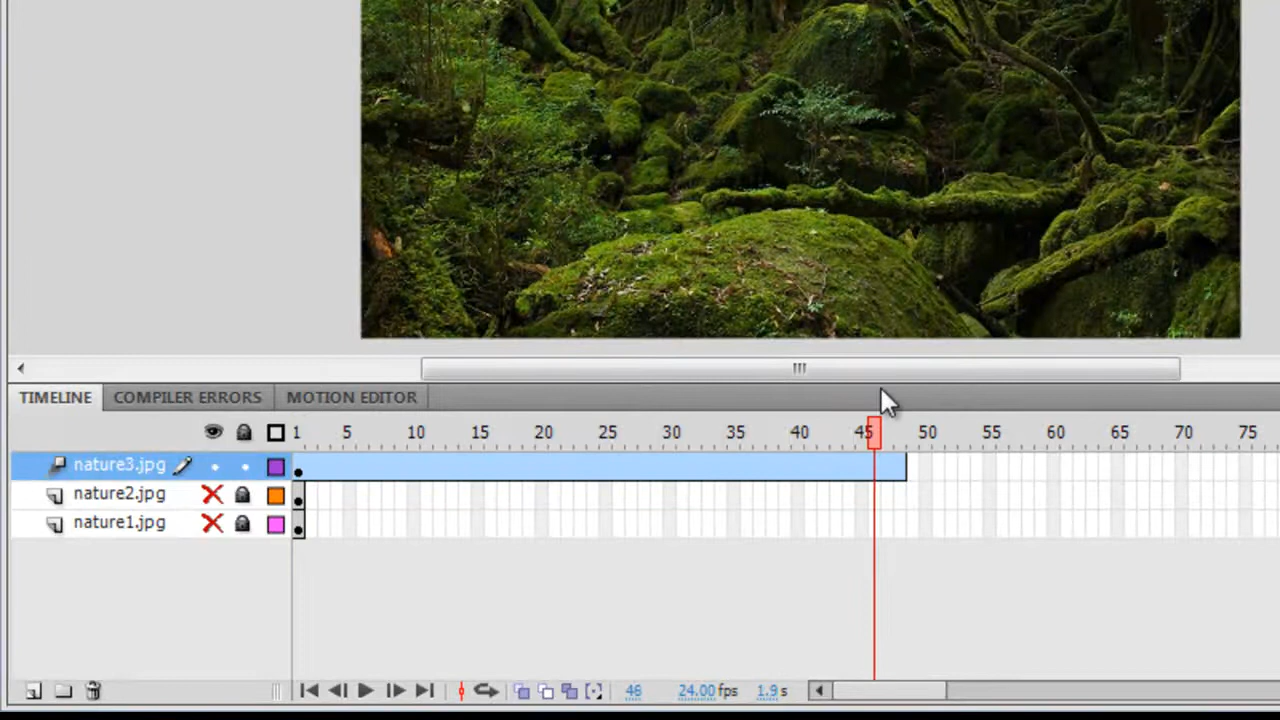 TIMELINE COMPILER ERRORS MOTION EDITOR
1 5 10 15 20 25 30 35 40 45 50 55 60 65 70 75
nature3.jpg
nature2.jpg
nature1.jpg
46 24.00 fps 1.9 s